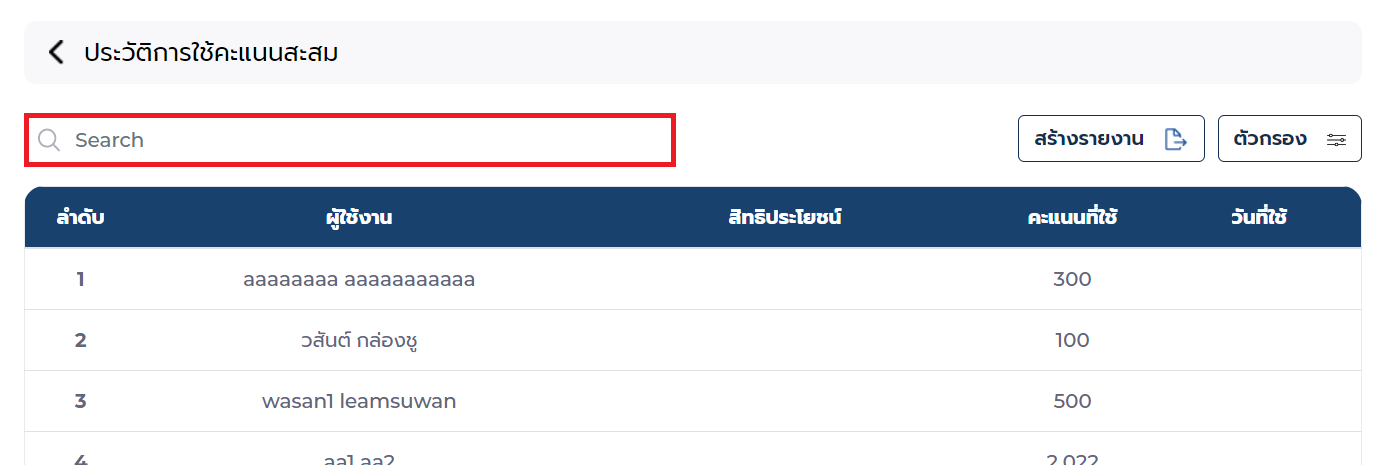 ประวัติการใช้คะแนนสะสม
Search
สร้างรายงาน ตัวกรอง
ลำดับ ผู้ใช้งาน สิทธิประโยชน์ คะแนนที่ใช้ วันที่ใช้
1 aaaaaaaa aaaaaaaaaaa 300
2 วสันต์ กล่องชู 100
3 wasan1 leamsuwan 500
4 aa1 aa2 2,022